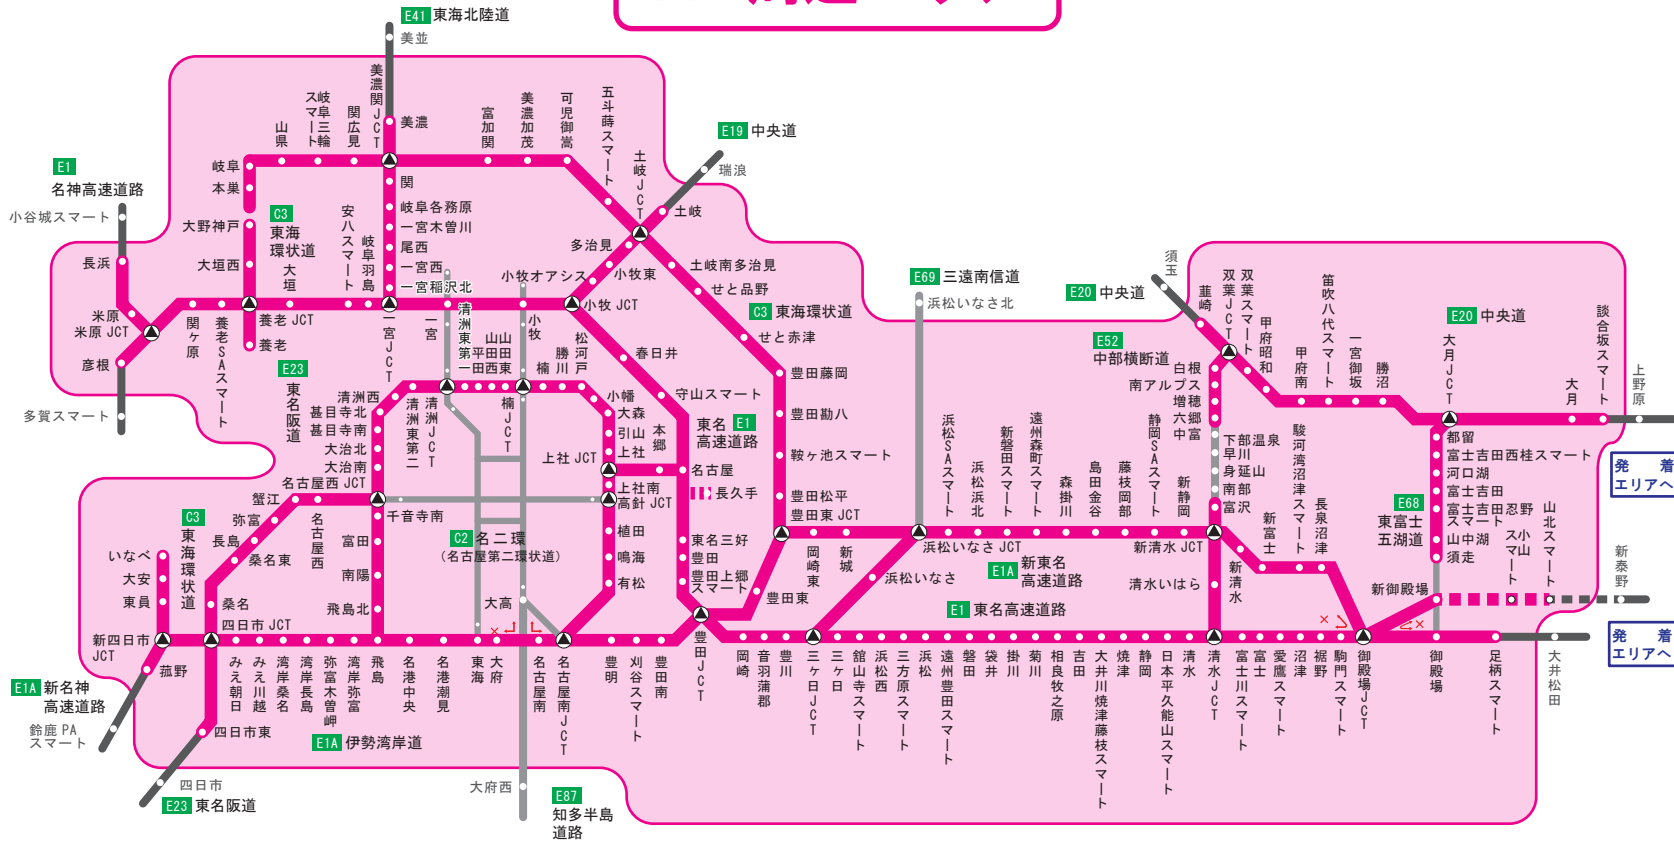 E41 東海北陸道
美並
美濃関JCT
美濃
山県
岐阜三輪スマート
関広見
富加関
美濃加茂
可児御嵩
五斗蒔スマート
土岐JCT
E19 中央道
瑞浪
土岐
E1
名神高速道路
小谷城スマート
長浜
米原
米原 JCT
彦根
多賀スマート
岐阜
本巣
大野神戸
大垣西
C3
東海
環状道
大垣
安八スマート
岐阜羽島
関
岐阜各務原
一宮木曽川
尾西
一宮西
一宮稲沢北
関ヶ原
養老SAスマート
養老 JCT
養老
一宮JCT
一宮
清洲東第一
平田
山田西
山田東
小牧
楠
勝川
松河戸
多治見
小牧東
小牧オアシス
小牧 JCT
土岐南多治見
せと品野
C3 東海環状道
せと赤津
豊田藤岡
豊田勘八
鞍ヶ池スマート
豊田松平
豊田東 JCT
春日井
守山スマート
東名 E1
高速道路
名古屋
本郷
長久手
東名三好
豊田
豊田上郷
スマート
E23
東名阪道
清洲西
甚目寺北
甚目寺南
大治北
大治南
名古屋西 JCT
清洲東第二
清洲JCT
楠JCT
小幡
大森
引山
上社
上社 JCT
上社南
高針 JCT
植田
鳴海
有松
C2 名二環
(名古屋第二環状道)
蟹江
弥富
長島
桑名東
桑名
名古屋西
千音寺南
富田
南陽
飛島北
C3
東海環状道
いなべ
大安
東員
新四日市
JCT
四日市 JCT
菰野
E1A 新名神
高速道路
鈴鹿 PA
スマート
四日市東
四日市
E23 東名阪道
みえ朝日
みえ川越
湾岸桑名
湾岸長島
弥富木曽岬
湾岸弥富
飛島
名港中央
名港潮見
東海
大府
名古屋南
名古屋南JCT
豊明
刈谷スマート
豊田南
豊田JCT
大高
大府西
E1A 伊勢湾岸道
E87
知多半島
道路
豊田東
岡崎東
新城
E69 三遠南信道
浜松いなさ北
浜松いなさ JCT
浜松いなさ
浜松SAスマート
浜松浜北
新磐田スマート
遠州森町スマート
森掛川
島田金谷
藤枝岡部
静岡SAスマート
新静岡
新清水 JCT
E1A 新東名
高速道路
E1 東名高速道路
清水いはら
新清水
新富士
駿河湾沼津スマート
長泉沼津
岡崎
音羽蒲郡
豊川
三ヶ日JCT
三ヶ日
舘山寺スマート
浜松西
三方原スマート
浜松
遠州豊田スマート
磐田
袋井
掛川
菊川
相良牧之原
吉田
大井川焼津藤枝スマート
焼津
静岡
日本平久能山スマート
清水
清水JCT
富士川スマート
富士
愛鷹スマート
沼津
裾野
駒門スマート
御殿場JCT
御殿場
足柄スマート
大井松田
須玉
E20 中央道
韮崎
双葉JCT
双葉スマート
甲府昭和
甲府南
笛吹八代スマート
一宮御坂
勝沼
大月JCT
E20 中央道
大月
談合坂スマート
上野原
E52
中部横断道
白根
南アルプス
増穂
六郷
中富
下部温泉
早川
身延山
南部
富沢
都留
富士吉田西桂スマート
河口湖
富士吉田
富士吉田忍野
スマート
山中湖
須走
E68
東富士
五湖道
新御殿場
小山スマート
山北スマート
新秦野
発 着
エリアへ
発 着
エリアへ